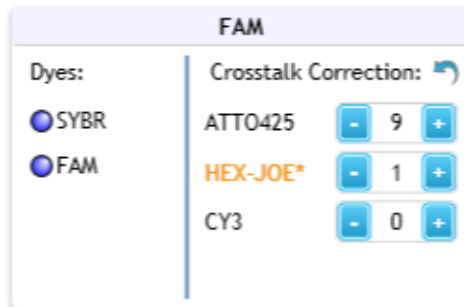 FAM
Dyes:
SYBR
FAM
Crosstalk Correction:
ATTO425 - 9 +
HEX-JOE* - 1 +
CY3 - 0 +